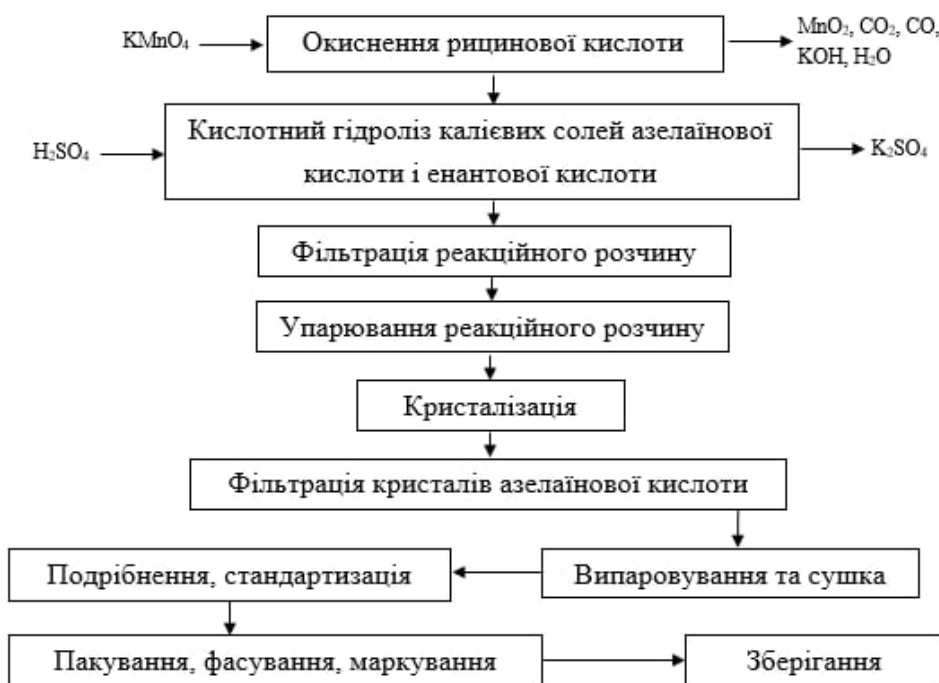 KMnO₄
Окиснення рицинової кислоти
MnO₂, CO₂, CO,
KOH, H₂O
H₂SO₄
Кислотний гідроліз калієвих солей азелаїнової
кислоти і енантової кислоти
K₂SO₄
Фільтрація реакційного розчину
Упарювання реакційного розчину
Кристалізація
Фільтрація кристалів азелаїнової кислоти
Подрібнення, стандартизація
Випаровування та сушка
Пакування, фасування, маркування
Зберігання